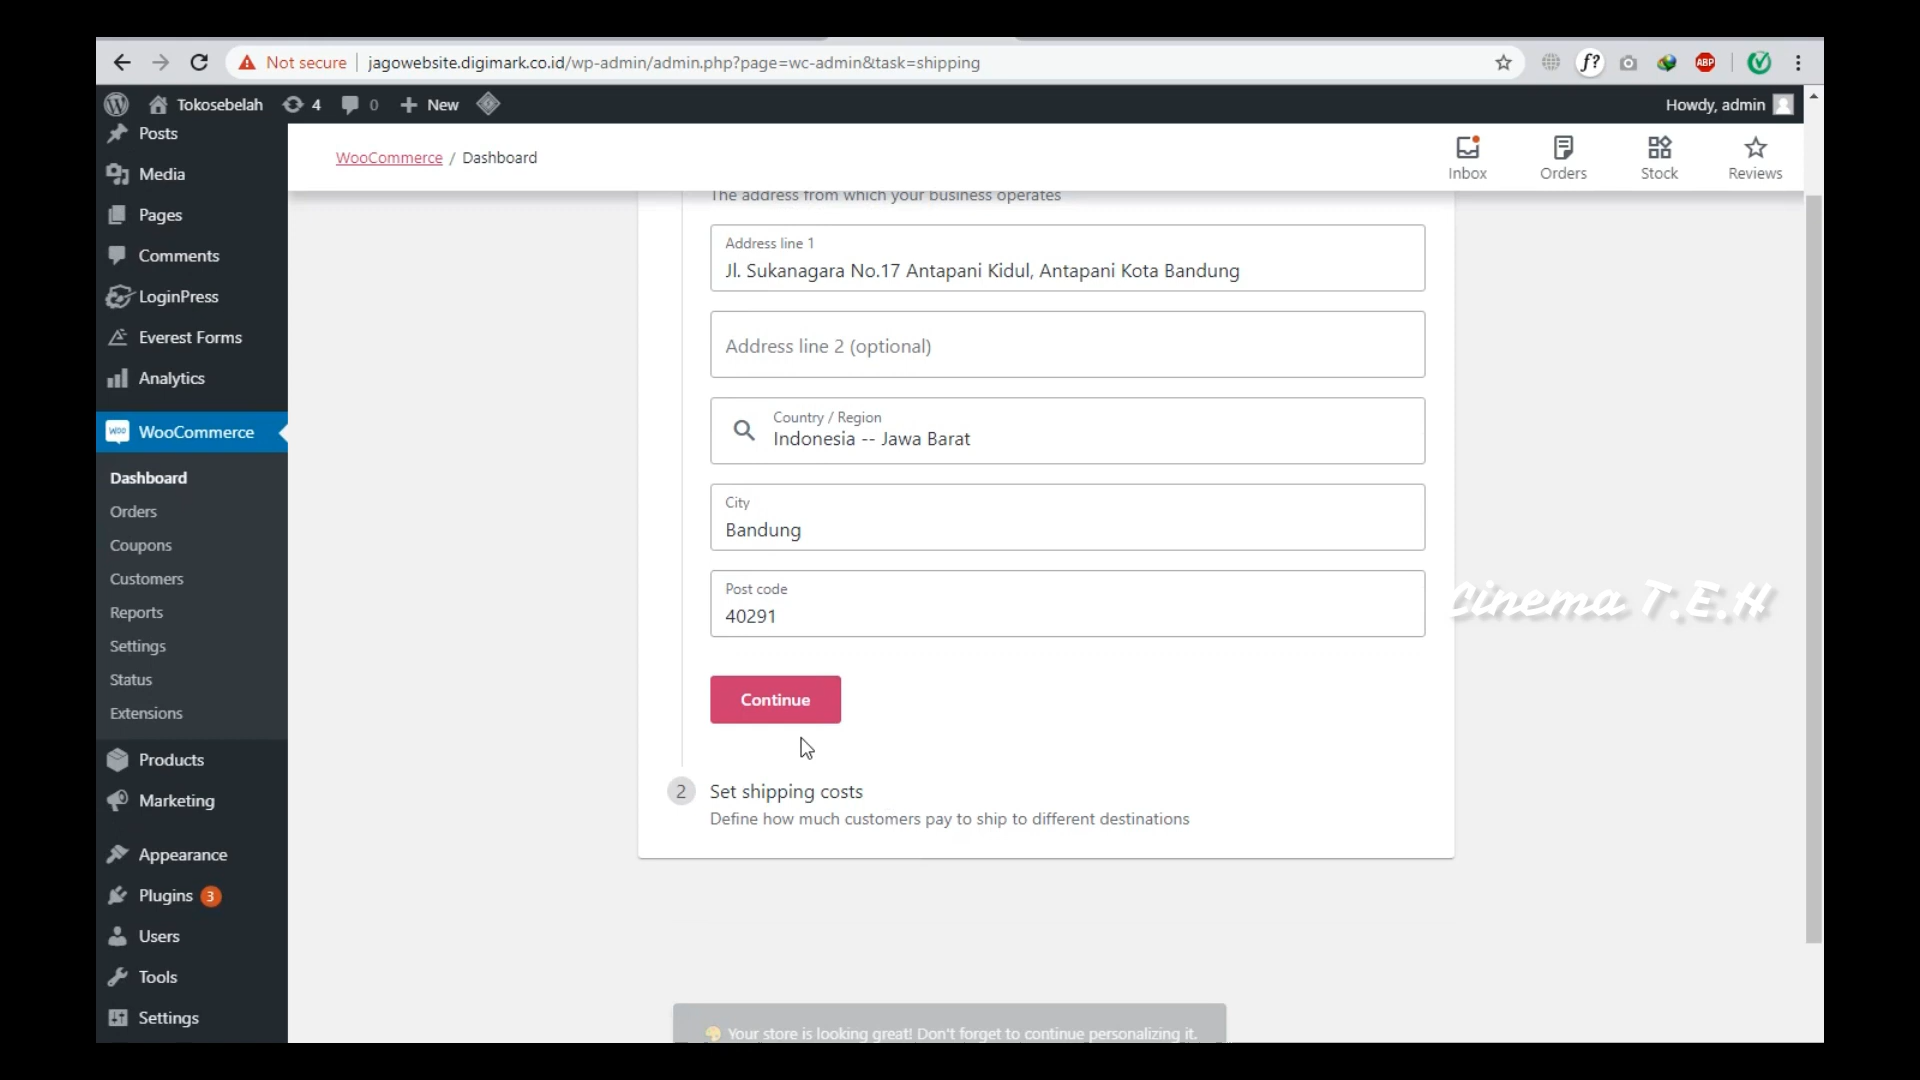 Not secure | jagowebsite.digimark.co.id/wp-admin/admin.php?page=wc-admin&task=shipping
f?
ABP
Tokosebelah 4 0 New
Howdy, admin
Posts
Media
Pages
Comments
LoginPress
Everest Forms
Analytics
Woo WooCommerce
Dashboard
Orders
Coupons
Customers
Reports
Settings
Status
Extensions
Products
Marketing
Appearance
Plugins 3
Users
Tools
Settings
WooCommerce / Dashboard
Inbox
Orders
Stock
Reviews
The address from which your business operates
Address line 1
Jl. Sukanagara No.17 Antapani Kidul, Antapani Kota Bandung
Address line 2 (optional)
Country / Region
Indonesia -- Jawa Barat
City
Bandung
Post code
40291
Continue
2 Set shipping costs
Define how much customers pay to ship to different destinations
Cinema T.E.H
Your store is looking great! Don't forget to continue personalizing it.